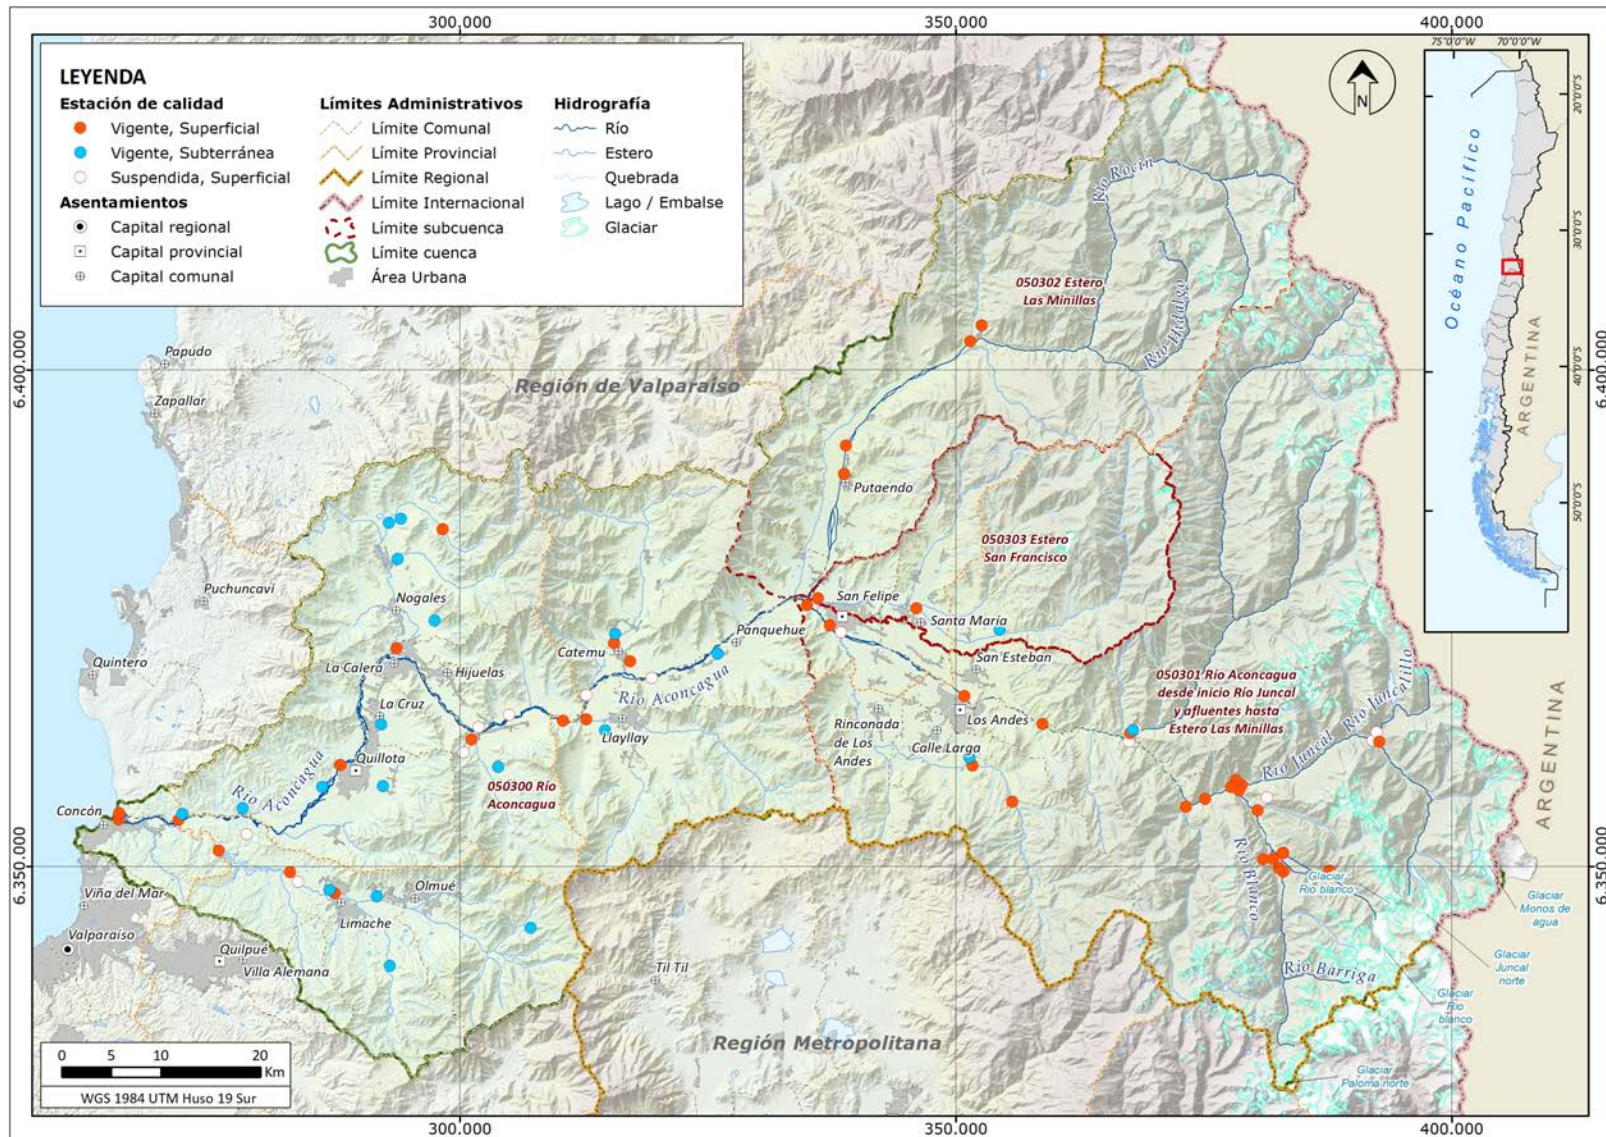 300.000
350.000
400.000
75°0'0"W
70°0'0"W
LEYENDA
Estación de calidad
Vigente, Superficial
Vigente, Subterránea
Suspendida, Superficial
Asentamientos
Capital regional
Capital provincial
Capital comunal
Límites Administrativos
Límite Comunal
Límite Provincial
Límite Regional
Límite Internacional
Límite subcuenca
Límite cuenca
Área Urbana
Hidrografía
Río
Estero
Quebrada
Lago / Embalse
Glaciar
N
20°0'0"S
30°0'0"S
40°0'0"S
50°0'0"S
Océano Pacífico
ARGENTINA
6.400.000
6.400.000
Río Rocín
050302 Estero
Las Minillas
Río Hidalgo
Papudo
Región de Valparaíso
Zapallar
Putaendo
050303 Estero
San Francisco
Puchuncaví
Nogales
San Felipe
Santa María
Panquehue
Catemu
Quintero
La Calera
Hijuelas
San Esteban
Río Aconcagua
050301 Río Aconcagua
desde inicio Río Juncal
y afluentes hasta
Estero Las Minillas
Río Juncalillo
La Cruz
Rinconada
de Los
Andes
Los Andes
Llayllay
Calle Larga
Río Juncal
ARGENTINA
Quillota
Río Aconcagua
050300 Río
Aconcagua
Concón
6.350.000
6.350.000
Río Blanco
Glaciar
Rio blanco
Viña del Mar
Olmué
Limache
Glaciar
Monos de
agua
Valparaíso
Quilpué
Villa Alemana
Til Til
Río Barriga
Glaciar
Juncal
norte
Glaciar
Rio
blanco
Región Metropolitana
Glaciar
Paloma norte
0 5 10 20
Km
WGS 1984 UTM Huso 19 Sur
300.000
350.000
400.000